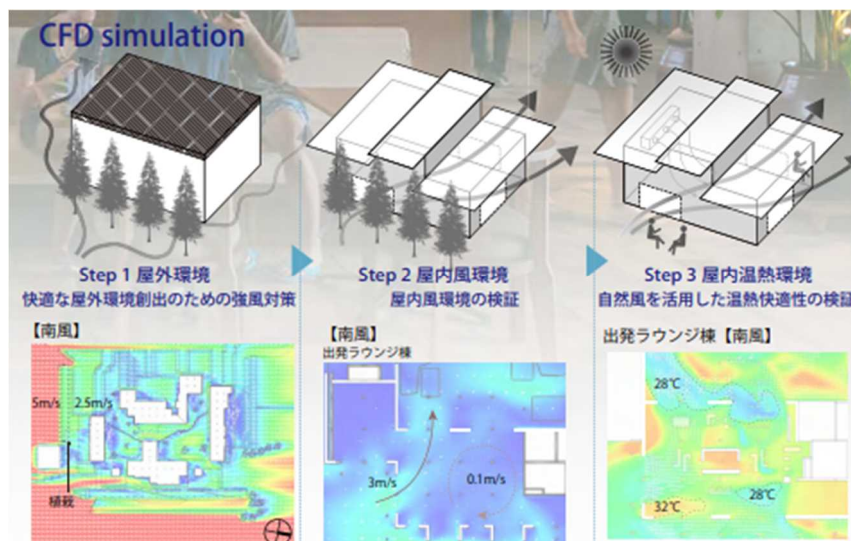 CFD simulation
Step 1 屋外環境
快適な屋外環境創出のための強風対策
【南風】
5m/s
2.5m/s
植栽
Step 2 屋内風環境
屋内風環境の検証
【南風】
出発ラウンジ棟
3m/s
0.1m/s
Step 3 屋内温熱環境
自然風を活用した温熱快適性の検証
出発ラウンジ棟【南風】
28℃
28℃
32℃